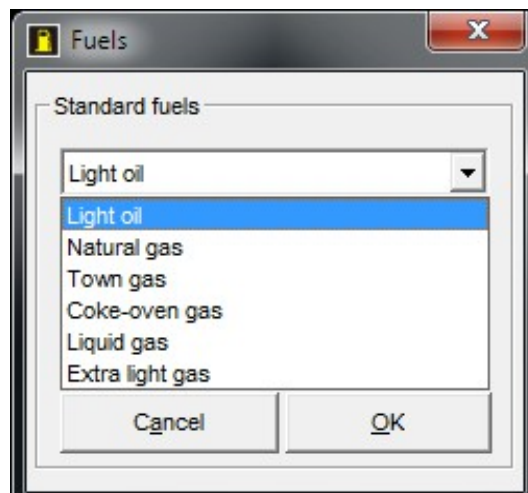 Fuels
Standard fuels
Light oil
Light oil
Natural gas
Town gas
Coke-oven gas
Liquid gas
Extra light gas
Cancel OK